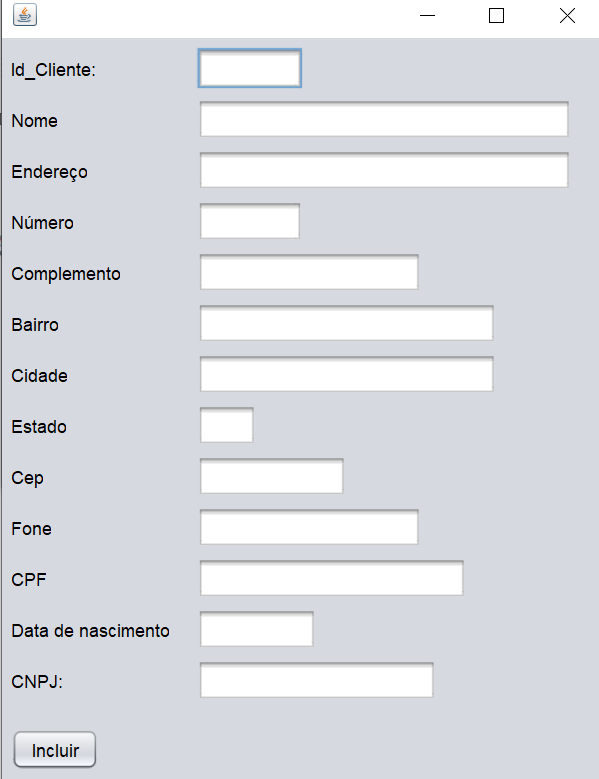 Id_Cliente:
Nome
Endereço
Número
Complemento
Bairro
Cidade
Estado
Cep
Fone
CPF
Data de nascimento
CNPJ:
Incluir